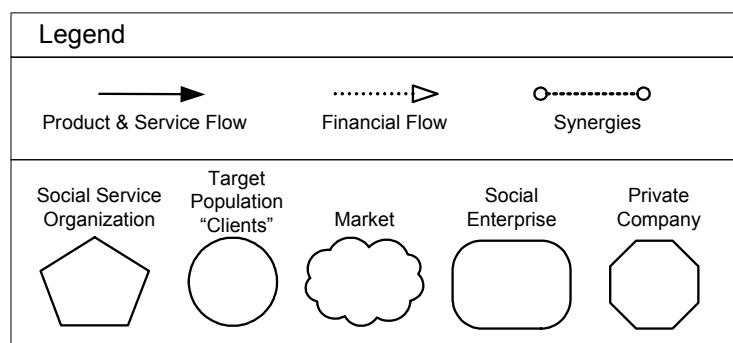 Legend
Product & Service Flow
Financial Flow
Synergies
Social Service
Organization
Target
Population
“Clients”
Market
Social
Enterprise
Private
Company